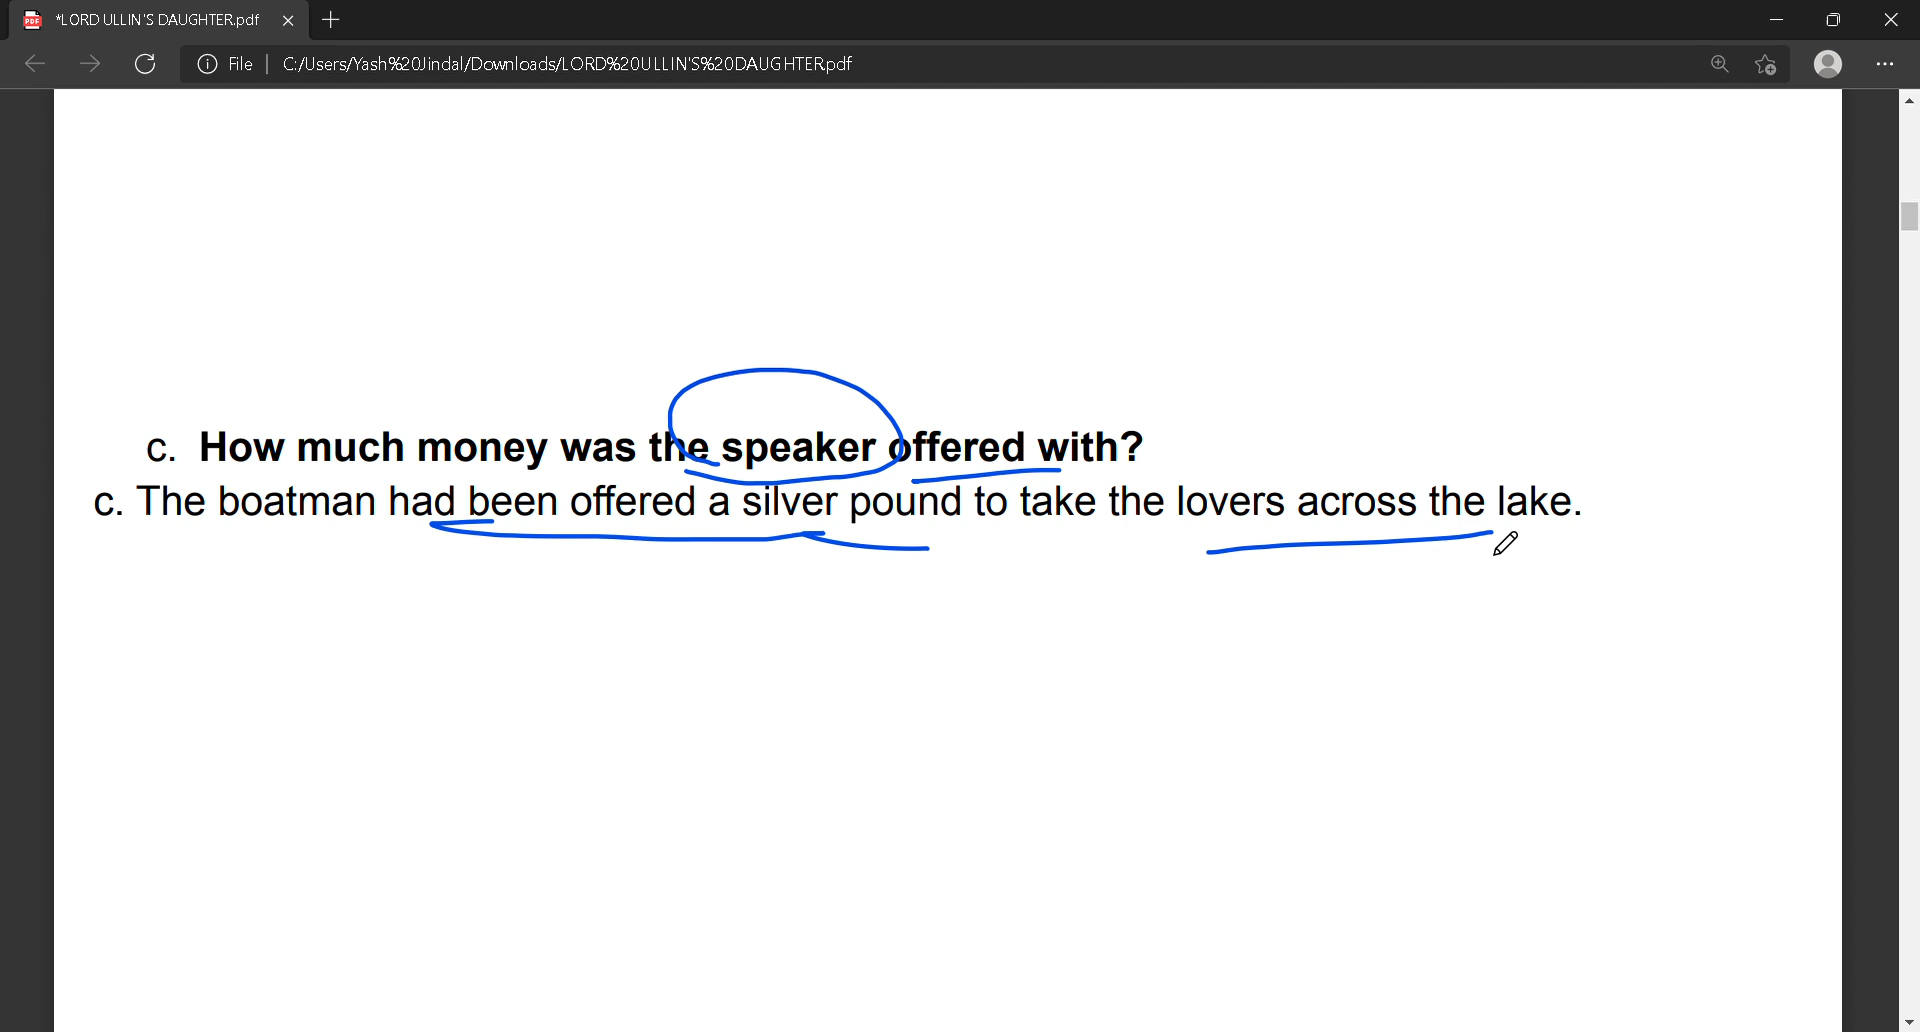 *LORD ULLIN'S DAUGHTER.pdf
File | C:/Users/Yash%20Jindal/Downloads/LORD%20ULLIN'S%20DAUGHTER.pdf
c. How much money was the speaker offered with?
c. The boatman had been offered a silver pound to take the lovers across the lake.